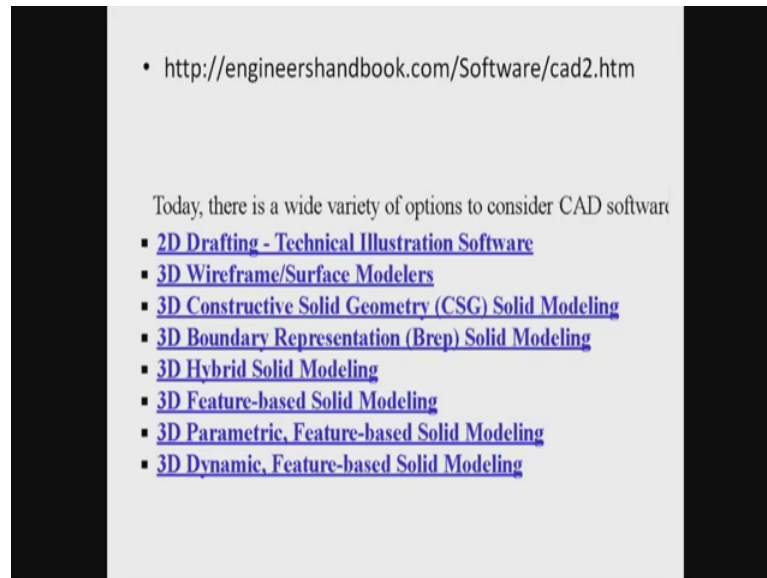 • http://engineershandbook.com/Software/cad2.htm
Today, there is a wide variety of options to consider CAD software
▪ 2D Drafting - Technical Illustration Software
▪ 3D Wireframe/Surface Modelers
▪ 3D Constructive Solid Geometry (CSG) Solid Modeling
▪ 3D Boundary Representation (Brep) Solid Modeling
▪ 3D Hybrid Solid Modeling
▪ 3D Feature-based Solid Modeling
▪ 3D Parametric, Feature-based Solid Modeling
▪ 3D Dynamic, Feature-based Solid Modeling